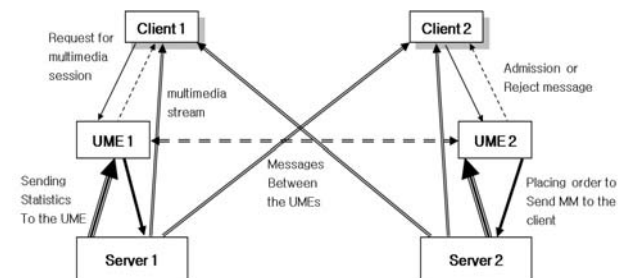 Client 1
Client 2
Request for
multimedia
session
multimedia
stream
Admission or
Reject message
UME 1
UME 2
Sending
Statistics
To the UME
Messages
Between
the UMEs
Placing order to
Send MM to the
client
Server 1
Server 2